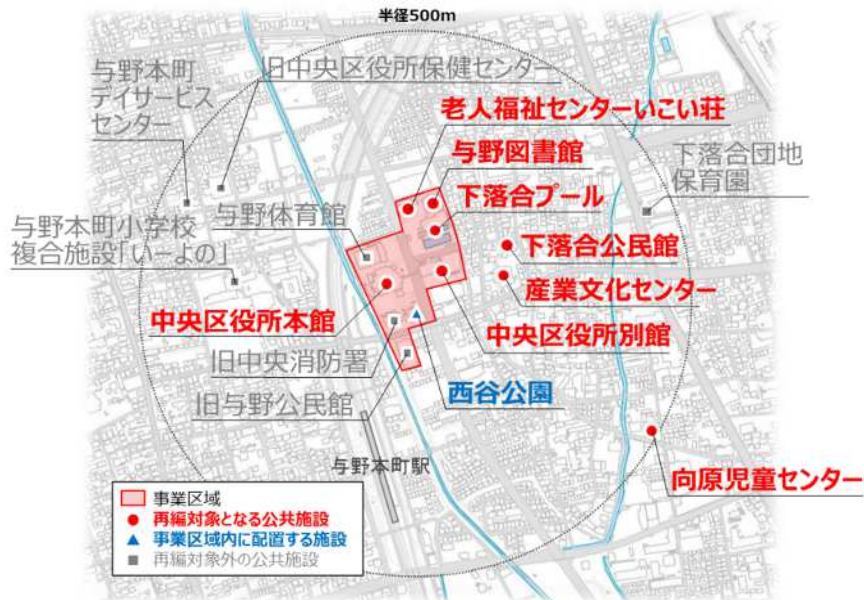 半径500m
与野本町
デイサービス
センター
旧中央区役所保健センター
老人福祉センターいこい荘
与野図書館
下落合団地
保育園
下落合プール
与野体育館
与野本町小学校
複合施設「いーよの」
下落合公民館
産業文化センター
中央区役所本館
中央区役所別館
旧中央消防署
西谷公園
旧与野公民館
与野本町駅
向原児童センター
事業区域
再編対象となる公共施設
事業区域内に配置する施設
再編対象外の公共施設